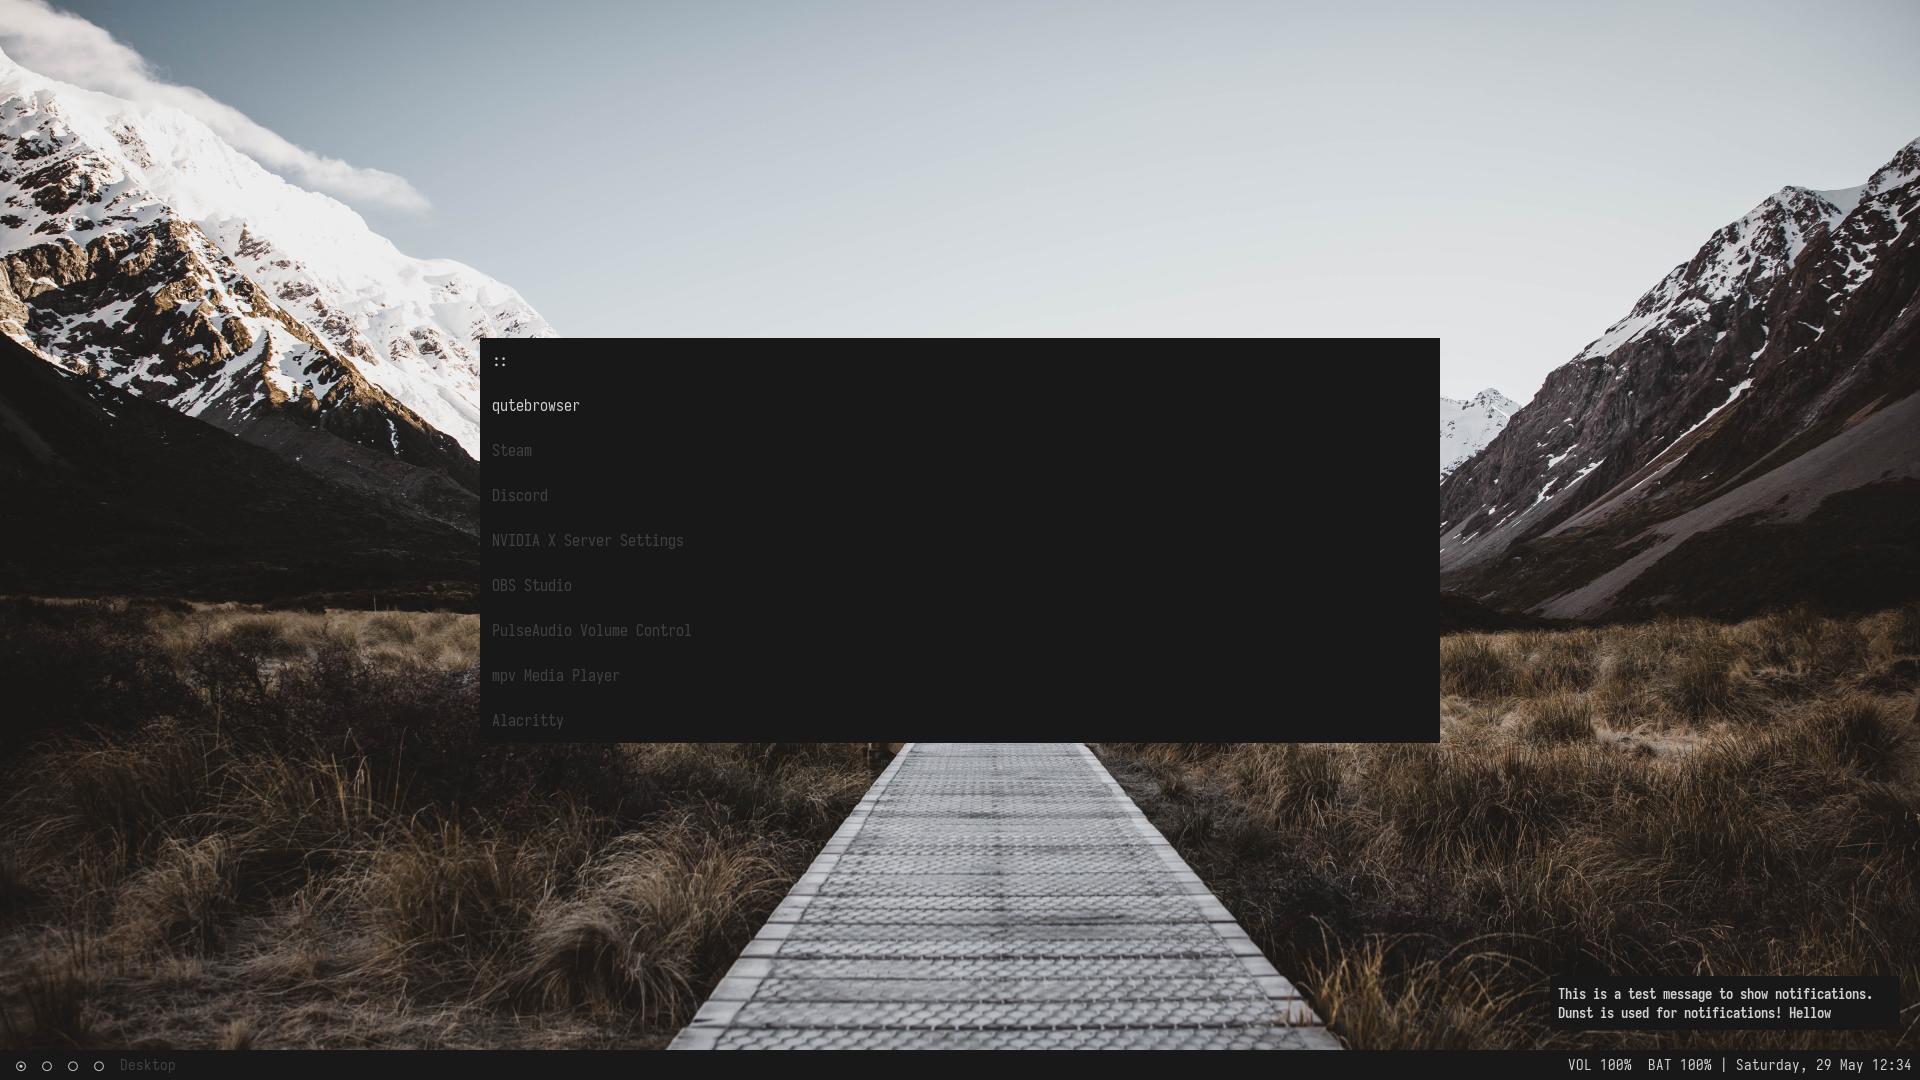 ::
qutebrowser
Steam
Discord
NVIDIA X Server Settings
OBS Studio
PulseAudio Volume Control
mpv Media Player
Alacritty
This is a test message to show notifications.
Dunst is used for notifications! Hellow
Desktop
VOL 100% BAT 100% | Saturday, 29 May 12:34